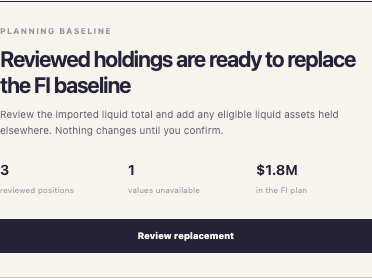 PLANNING BASELINE
Reviewed holdings are ready to replace
the FI baseline
Review the imported liquid total and add any eligible liquid assets held
elsewhere. Nothing changes until you confirm.
3 1 $1.8M
reviewed positions values unavailable in the FI plan
Review replacement